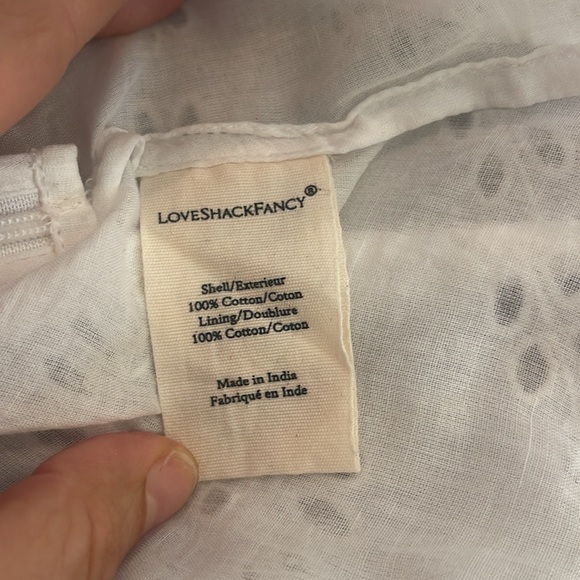 LOVESHACKFANCY®
Shell/Exterieur
100% Cotton/Coton
Lining/Doublure
100% Cotton/Coton
Made in India
Fabriqué en Inde